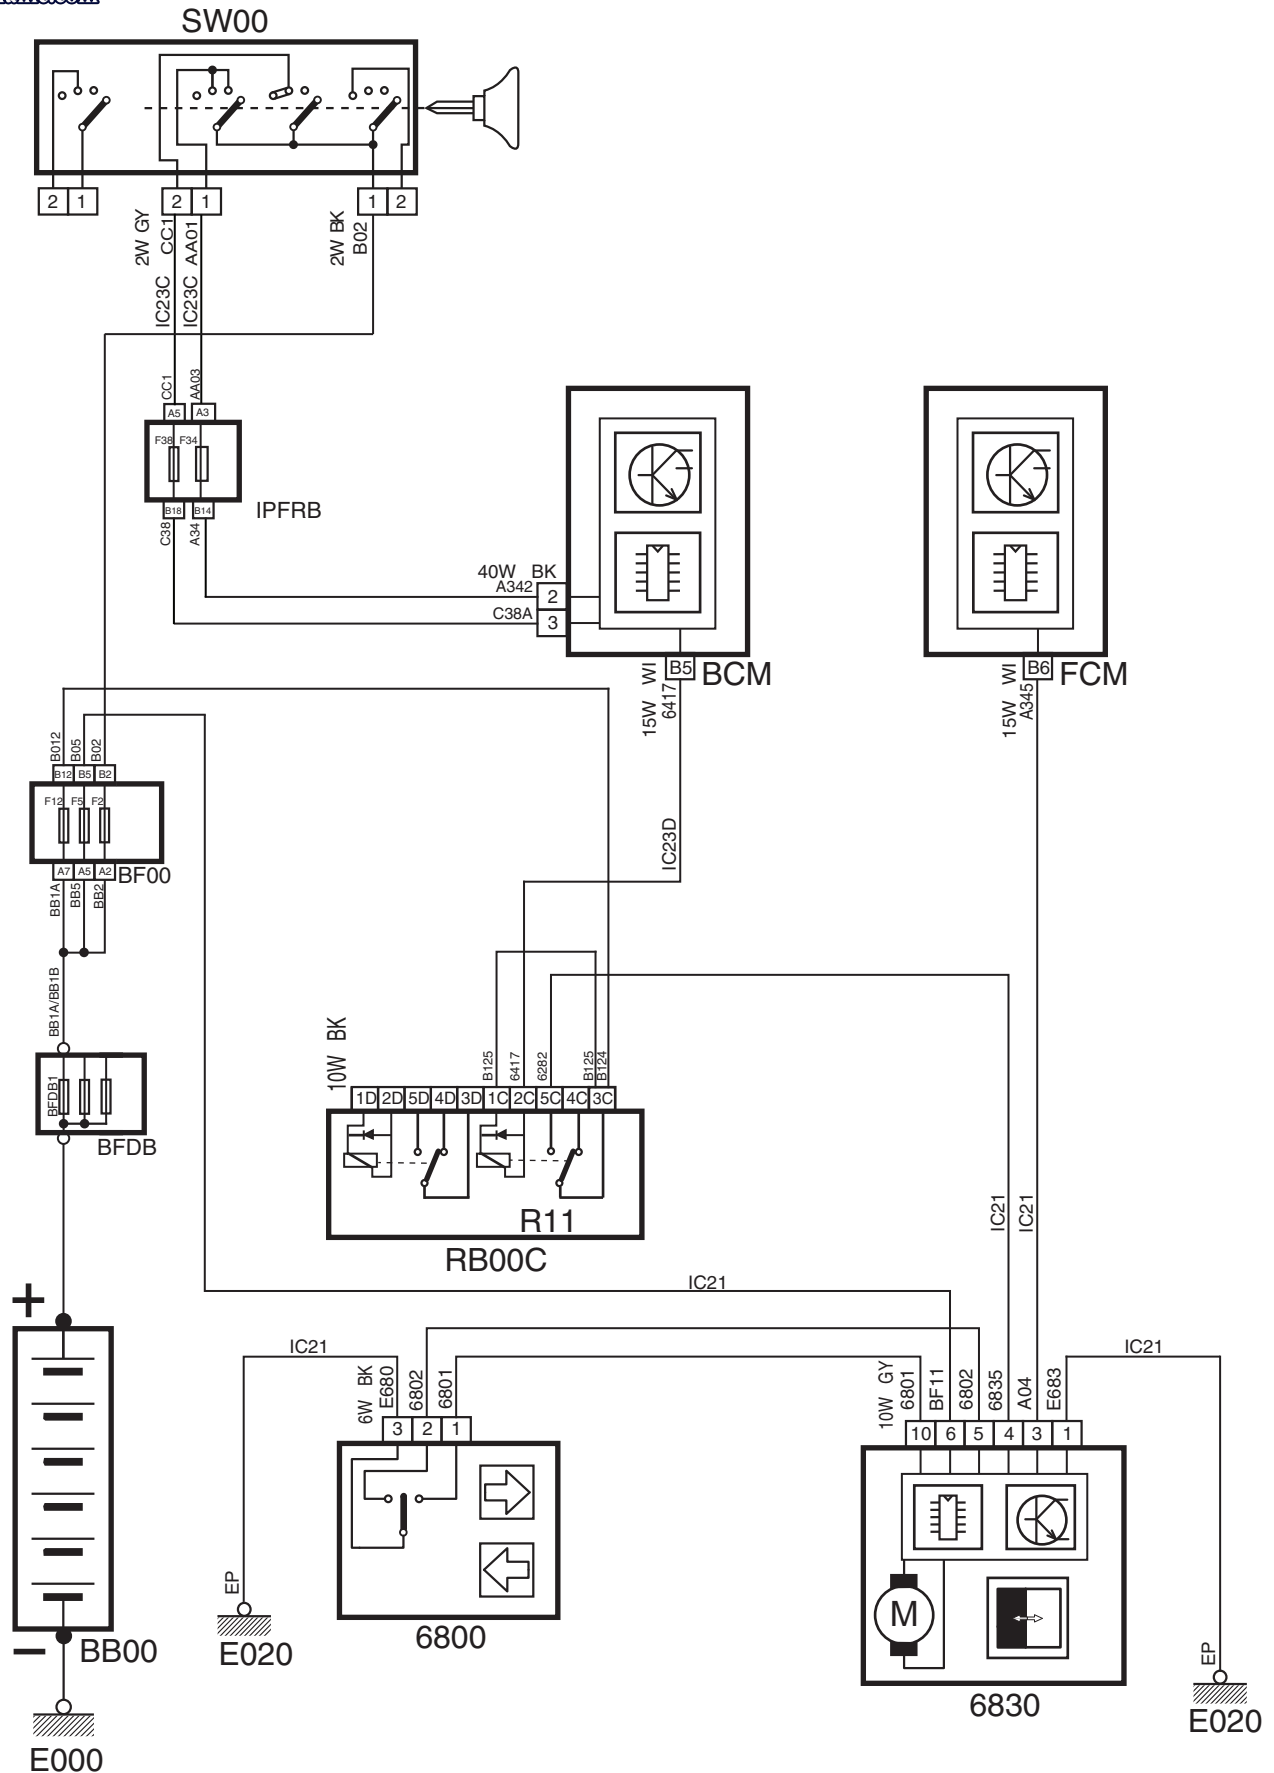 SW00
2 1 2 1 1 2
2W GY
CC1
AA01
2W BK
B02
IC23C
IC23C
CC1
AA03
A5 A3
F38 F34
B18 B14
IPFRB
C38
A34
40W BK
A342
2
C38A
3
B5
BCM
15W WI
6417
B6
FCM
15W WI
A345
B012
B05
B02
B12 B5 B2
F12 F5 F2
A7 A5 A2
BF00
BB1A
BB5
BB2
IC23D
BB1A/BB1B
BFDB1
BFDB
10W BK
B125
6417
6282
B125
B124
1D 2D 5D 4D 3D 1C 2C 5C 4C 3C
R11
RB00C
IC21
IC21
IC21
+
IC21
6W BK
E680
6802
6801
3 2 1
10W GY
6801
BF11
6802
6835
A04
E683
10 6 5 4 3 1
IC21
EP
E020
6800
M
6830
EP
E020
−
BB00
E000